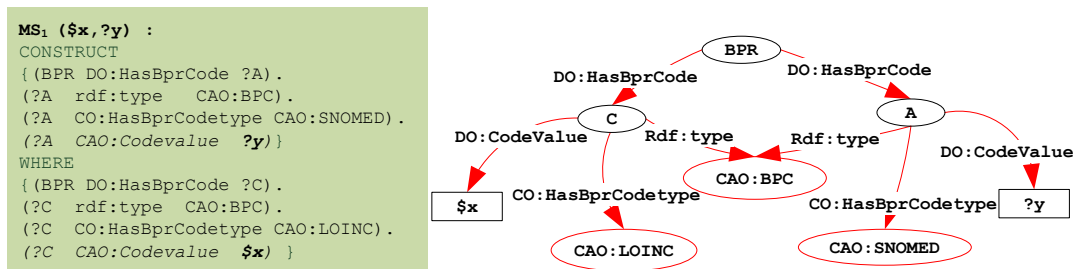 MS₁ ($x,?y) :
CONSTRUCT
{(BPR DO:HasBprCode ?A).
(?A rdf:type CAO:BPC).
(?A CO:HasBprCodetype CAO:SNOMED).
(?A CAO:Codevalue ?y)}
WHERE
{(BPR DO:HasBprCode ?C).
(?C rdf:type CAO:BPC).
(?C CO:HasBprCodetype CAO:LOINC).
(?C CAO:Codevalue $x) }
BPR
DO:HasBprCode
DO:HasBprCode
C
A
DO:CodeValue
Rdf:type
Rdf:type
DO:CodeValue
CAO:BPC
CO:HasBprCodetype
CO:HasBprCodetype
$x
?y
CAO:LOINC
CAO:SNOMED